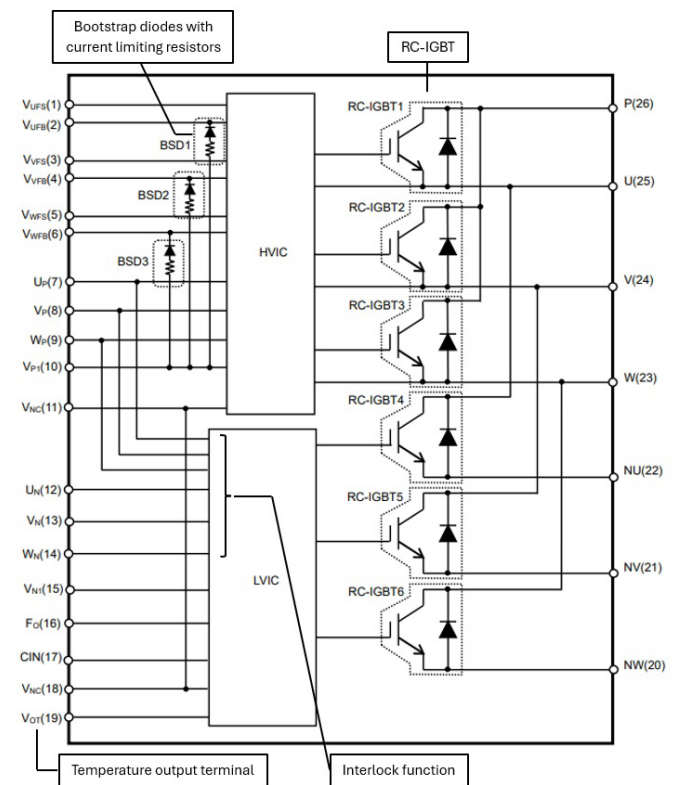 Bootstrap diodes with
current limiting resistors
RC-IGBT
VUFS(1)
VUFB(2)
VVFS(3)
VVFB(4)
VWFS(5)
VWFB(6)
UP(7)
VP(8)
WP(9)
VP1(10)
VNC(11)
UN(12)
VN(13)
WN(14)
VN1(15)
FO(16)
CIN(17)
VNC(18)
VOT(19)
BSD1
BSD2
BSD3
HVIC
LVIC
RC-IGBT1
RC-IGBT2
RC-IGBT3
RC-IGBT4
RC-IGBT5
RC-IGBT6
P(26)
U(25)
V(24)
W(23)
NU(22)
NV(21)
NW(20)
Temperature output terminal
Interlock function